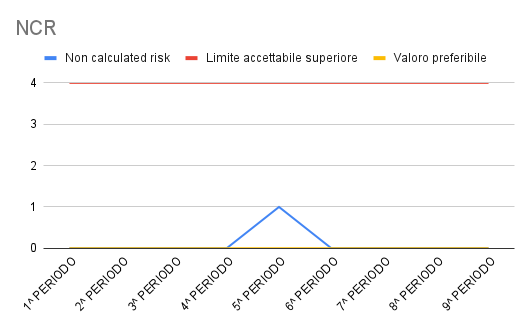 NCR
Non calculated risk
Limite accettabile superiore
Valoro preferibile
4
3
2
1
0
1^ PERIODO
2^ PERIODO
3^ PERIODO
4^ PERIODO
5^ PERIODO
6^ PERIODO
7^ PERIODO
8^ PERIODO
9^ PERIODO